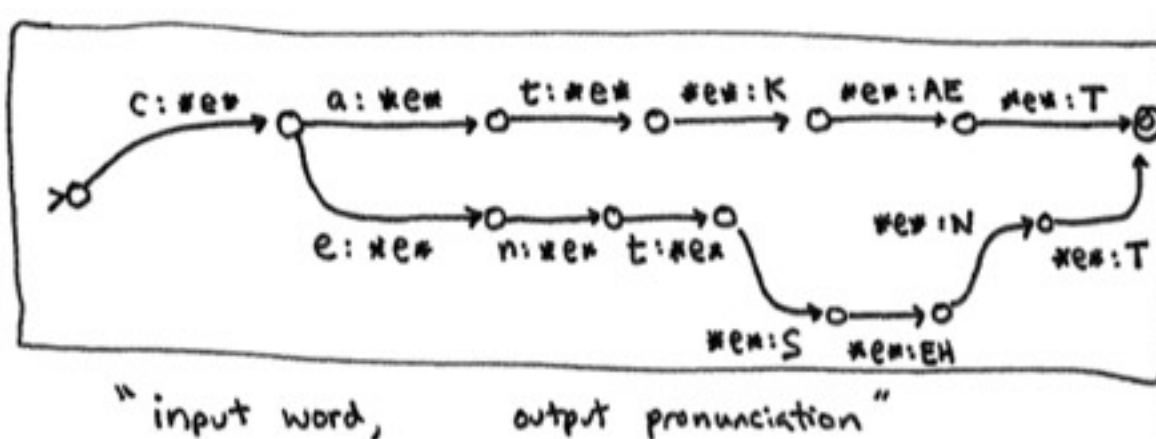 c: *e* a: *e* t: *e* *e*: K *e*: AE *e*: T
e: *e* n: *e* t: *e* *e*: N *e*: T
*e*: S *e*: EH
"input word, output pronunciation"